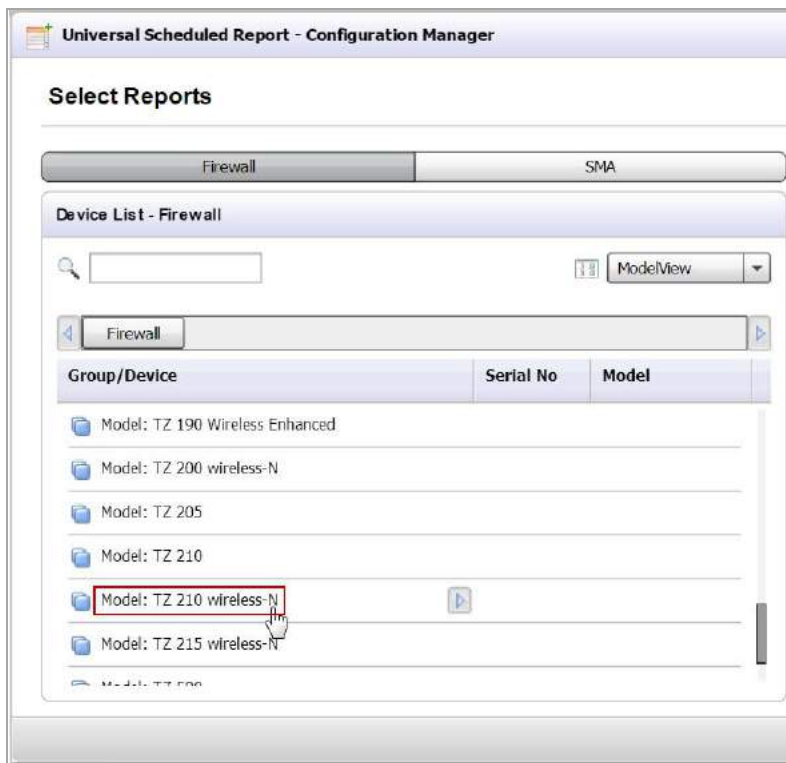 Universal Scheduled Report - Configuration Manager
Select Reports
Firewall SMA
Device List - Firewall
ModelView
Firewall
Group/Device Serial No Model
Model: TZ 190 Wireless Enhanced
Model: TZ 200 wireless-N
Model: TZ 205
Model: TZ 210
Model: TZ 210 wireless-N
Model: TZ 215 wireless-N